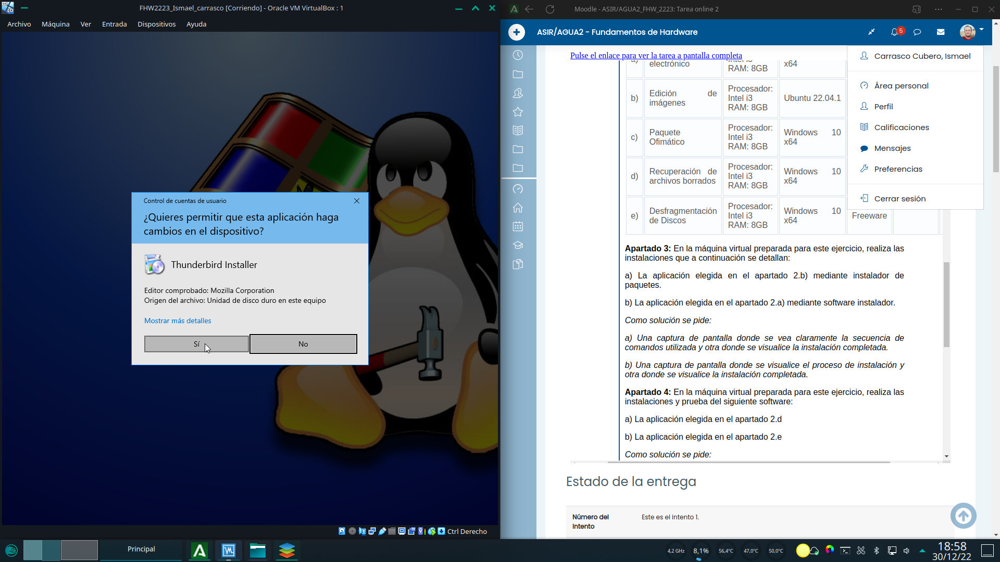 FHW2223_Ismael_carrasco [Corriendo] - Oracle VM VirtualBox : 1
Archivo Máquina Ver Entrada Dispositivos Ayuda
Control de cuentas de usuario
¿Quieres permitir que esta aplicación haga
cambios en el dispositivo?
Thunderbird Installer
Editor comprobado: Mozilla Corporation
Origen del archivo: Unidad de disco duro en este equipo
Mostrar más detalles
Sí No
Ctrl Derecho
Moodle - ASIR/AGUA2_FHW_2223: Tarea online 2
ASIR/AGUA2 - Fundamentos de Hardware
5
Pulse el enlace para ver la tarea a pantalla completa
electrónico
RAM: 8GB
x64
b) Edición de imágenes Procesador: Intel i3 RAM: 8GB Ubuntu 22.04.1
c) Paquete Ofimático Procesador: Intel i3 RAM: 8GB Windows 10 x64
d) Recuperación de archivos borrados Procesador: Intel i3 RAM: 8GB Windows 10 x64
e) Desfragmentación de Discos Procesador: Intel i3 RAM: 8GB Windows 10 x64 Freeware
Carrasco Cubero, Ismael
Área personal
Perfil
Calificaciones
Mensajes
Preferencias
Cerrar sesión
Apartado 3: En la máquina virtual preparada para este ejercicio, realiza las
instalaciones que a continuación se detallan:
a) La aplicación elegida en el apartado 2.b) mediante instalador de
paquetes.
b) La aplicación elegida en el apartado 2.a) mediante software instalador.
Como solución se pide:
a) Una captura de pantalla donde se vea claramente la secuencia de
comandos utilizada y otra donde se visualice la instalación completada.
b) Una captura de pantalla donde se visualice el proceso de instalación y
otra donde se visualice la instalación completada.
Apartado 4: En la máquina virtual preparada para este ejercicio, realiza las
instalaciones y prueba del siguiente software:
a) La aplicación elegida en el apartado 2.d
b) La aplicación elegida en el apartado 2.e
Como solución se pide:
Estado de la entrega
Número del
Intento
Este es el intento 1.
Principal
4,2 GHz 8,1% 56,4°C 47,0°C 50,0°C
18:58
30/12/22